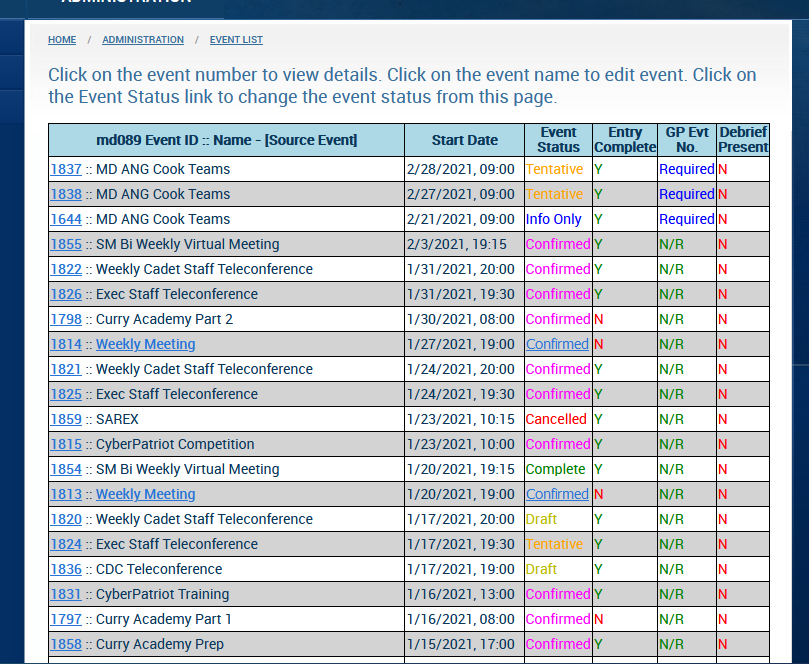 ADMINISTRATION
HOME / ADMINISTRATION / EVENT LIST
Click on the event number to view details. Click on the event name to edit event. Click on
the Event Status link to change the event status from this page.
md089 Event ID :: Name - [Source Event] Start Date Event Status Entry Complete GP Evt No. Debrief Present
1837 :: MD ANG Cook Teams 2/28/2021, 09:00 Tentative Y Required N
1838 :: MD ANG Cook Teams 2/27/2021, 09:00 Tentative Y Required N
1644 :: MD ANG Cook Teams 2/21/2021, 09:00 Info Only Y Required N
1855 :: SM Bi Weekly Virtual Meeting 2/3/2021, 19:15 Confirmed Y N/R N
1822 :: Weekly Cadet Staff Teleconference 1/31/2021, 20:00 Confirmed Y N/R N
1826 :: Exec Staff Teleconference 1/31/2021, 19:30 Confirmed Y N/R N
1798 :: Curry Academy Part 2 1/30/2021, 08:00 Confirmed N N/R N
1814 :: Weekly Meeting 1/27/2021, 19:00 Confirmed N N/R N
1821 :: Weekly Cadet Staff Teleconference 1/24/2021, 20:00 Confirmed Y N/R N
1825 :: Exec Staff Teleconference 1/24/2021, 19:30 Confirmed Y N/R N
1859 :: SAREX 1/23/2021, 10:15 Cancelled Y N/R N
1815 :: CyberPatriot Competition 1/23/2021, 10:00 Confirmed Y N/R N
1854 :: SM Bi Weekly Virtual Meeting 1/20/2021, 19:15 Complete Y N/R N
1813 :: Weekly Meeting 1/20/2021, 19:00 Confirmed N N/R N
1820 :: Weekly Cadet Staff Teleconference 1/17/2021, 20:00 Draft Y N/R N
1824 :: Exec Staff Teleconference 1/17/2021, 19:30 Tentative Y N/R N
1836 :: CDC Teleconference 1/17/2021, 19:00 Draft Y N/R N
1831 :: CyberPatriot Training 1/16/2021, 13:00 Confirmed Y N/R N
1797 :: Curry Academy Part 1 1/16/2021, 08:00 Confirmed N N/R N
1858 :: Curry Academy Prep 1/15/2021, 17:00 Confirmed Y N/R N